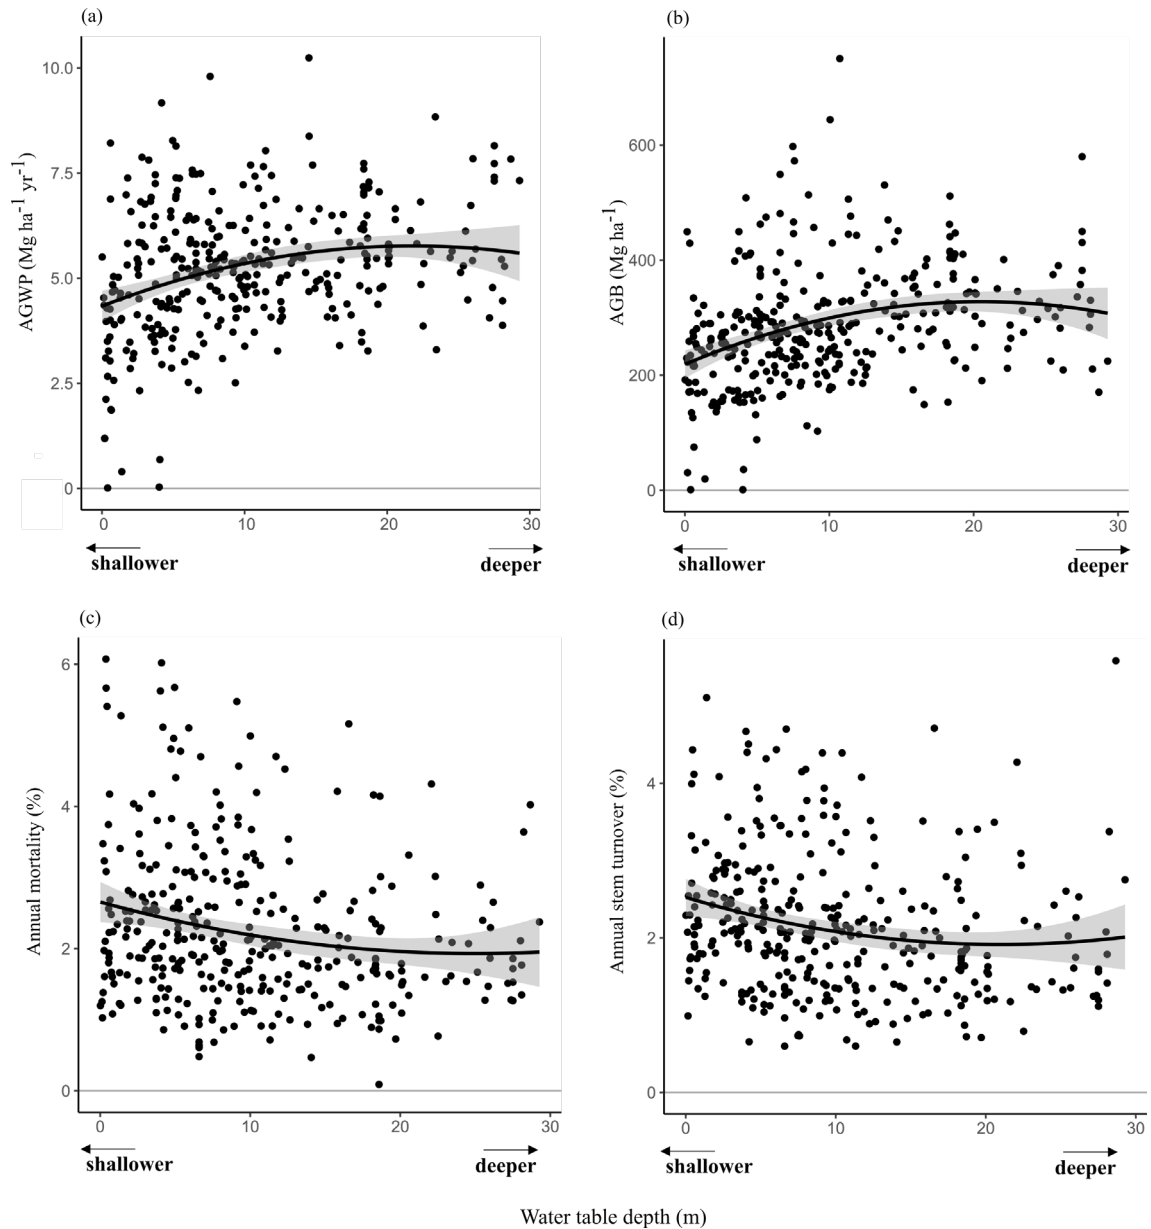 (a)
AGWP (Mg ha⁻¹ yr⁻¹)
10.0
7.5
5.0
2.5
0
0 10 20 30
shallower deeper
(b)
AGB (Mg ha⁻¹)
600
400
200
0
0 10 20 30
shallower deeper
(c)
Annual mortality (%)
6
4
2
0
0 10 20 30
shallower deeper
(d)
Annual stem turnover (%)
4
2
0
0 10 20 30
shallower deeper
Water table depth (m)